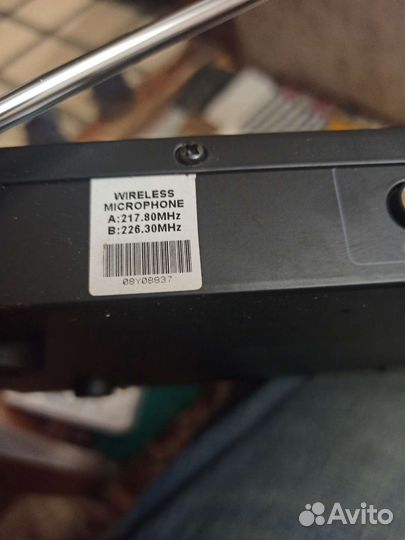 WIRELESS
MICROPHONE
A:217.80MHz
B:226.30MHz
08Y08837
Avito